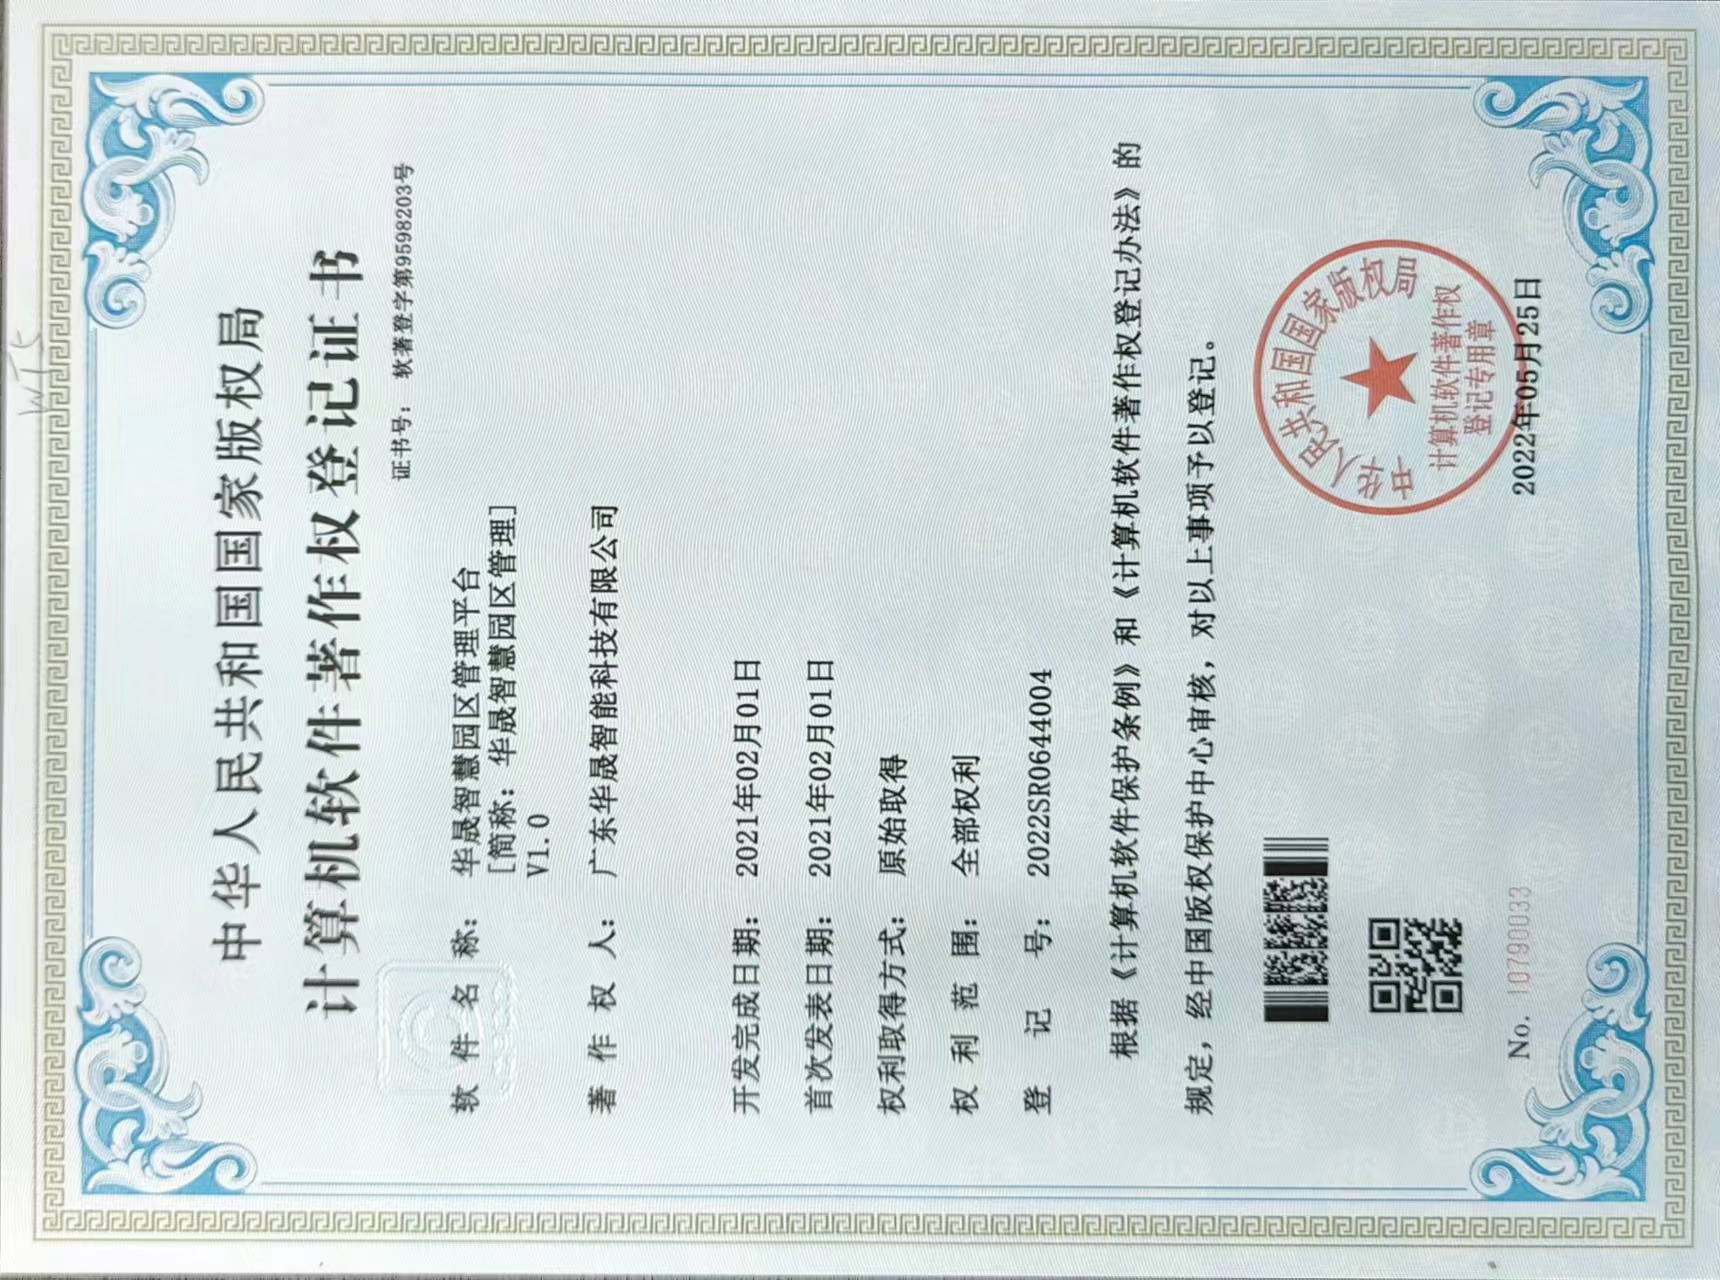 中华人民共和国国家版权局
计算机软件著作权登记证书
证书号： 软著登字第9598203号
软件名称： 华晟智慧园区管理平台
[简称：华晟智慧园区管理]
V1.0
著作权人： 广东华晟智能科技有限公司
开发完成日期： 2021年02月01日
首次发表日期： 2021年02月01日
权利取得方式： 原始取得
权利范围： 全部权利
登记号： 2022SR0644004
根据《计算机软件保护条例》和《计算机软件著作权登记办法》的
规定，经中国版权保护中心审核，对以上事项予以登记。
中华人民共和国国家版权局
计算机软件著作权
登记专用章
No. 10790033
2022年05月25日